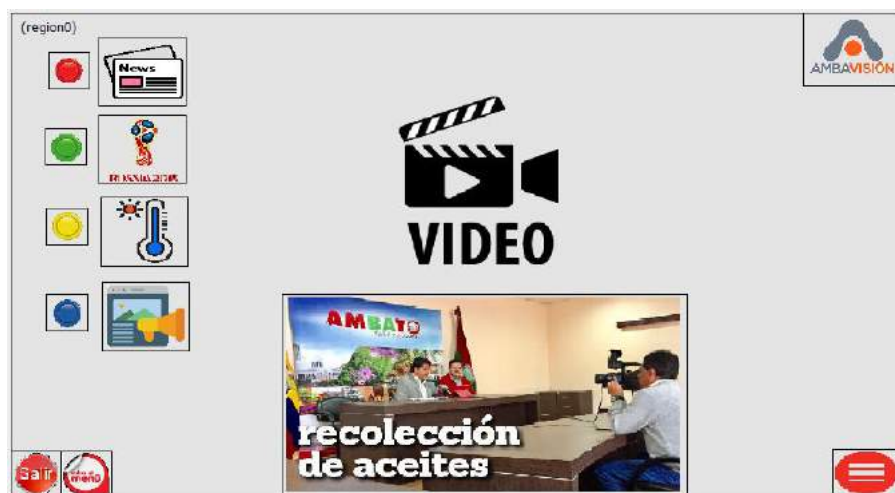 (region0)
AMBAVISIÓN
News
VIDEO
AMBATO
recolección
de aceites
Salir
menú